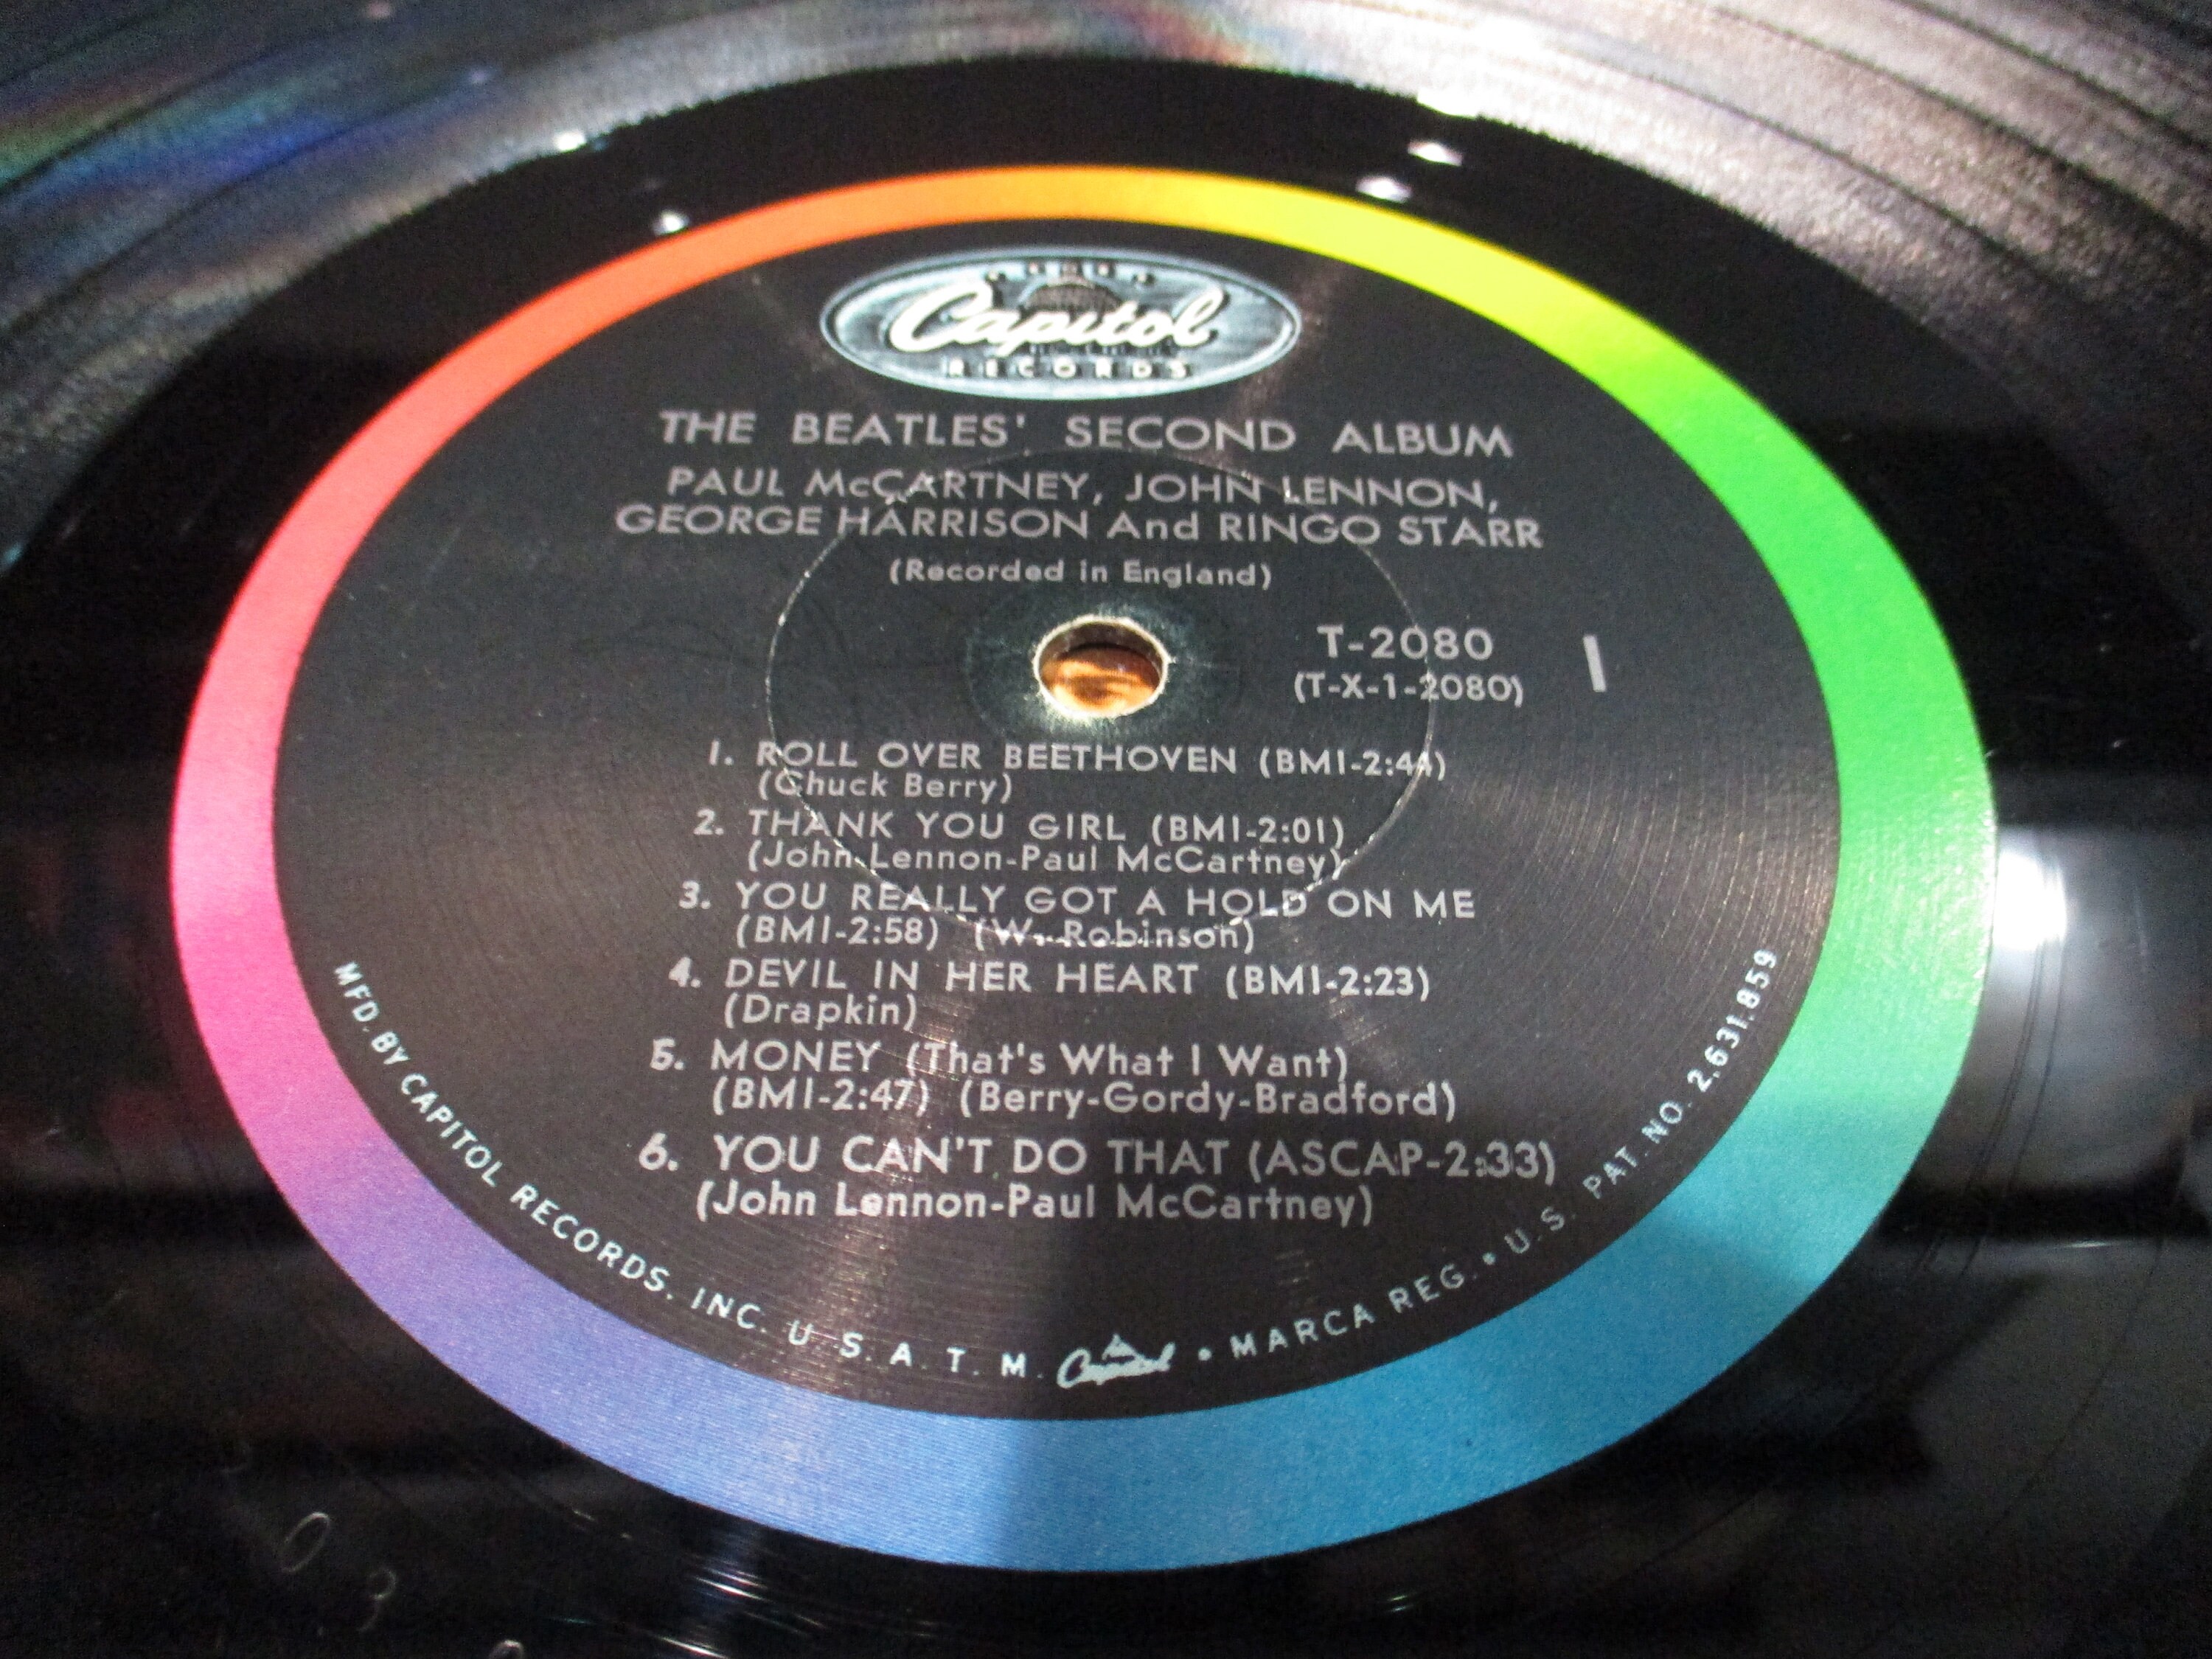 Capitol
RECORDS
THE BEATLES' SECOND ALBUM
PAUL McCARTNEY, JOHN LENNON,
GEORGE HARRISON And RINGO STARR
(Recorded in England)
T-2080
(T-X-1-2080)
1
1. ROLL OVER BEETHOVEN (BMI-2:44)
(Chuck Berry)
2. THANK YOU GIRL (BMI-2:01)
(John Lennon-Paul McCartney)
3. YOU REALLY GOT A HOLD ON ME
(BMI-2:58) (W. Robinson)
4. DEVIL IN HER HEART (BMI-2:23)
(Drapkin)
5. MONEY (That's What I Want)
(BMI-2:47) (Berry-Gordy-Bradford)
6. YOU CAN'T DO THAT (ASCAP-2:33)
(John Lennon-Paul McCartney)
MFD. BY CAPITOL RECORDS, INC. U.S.A. T.M. Capitol • MARCA REG. • U.S. PAT. NO. 2,631,859